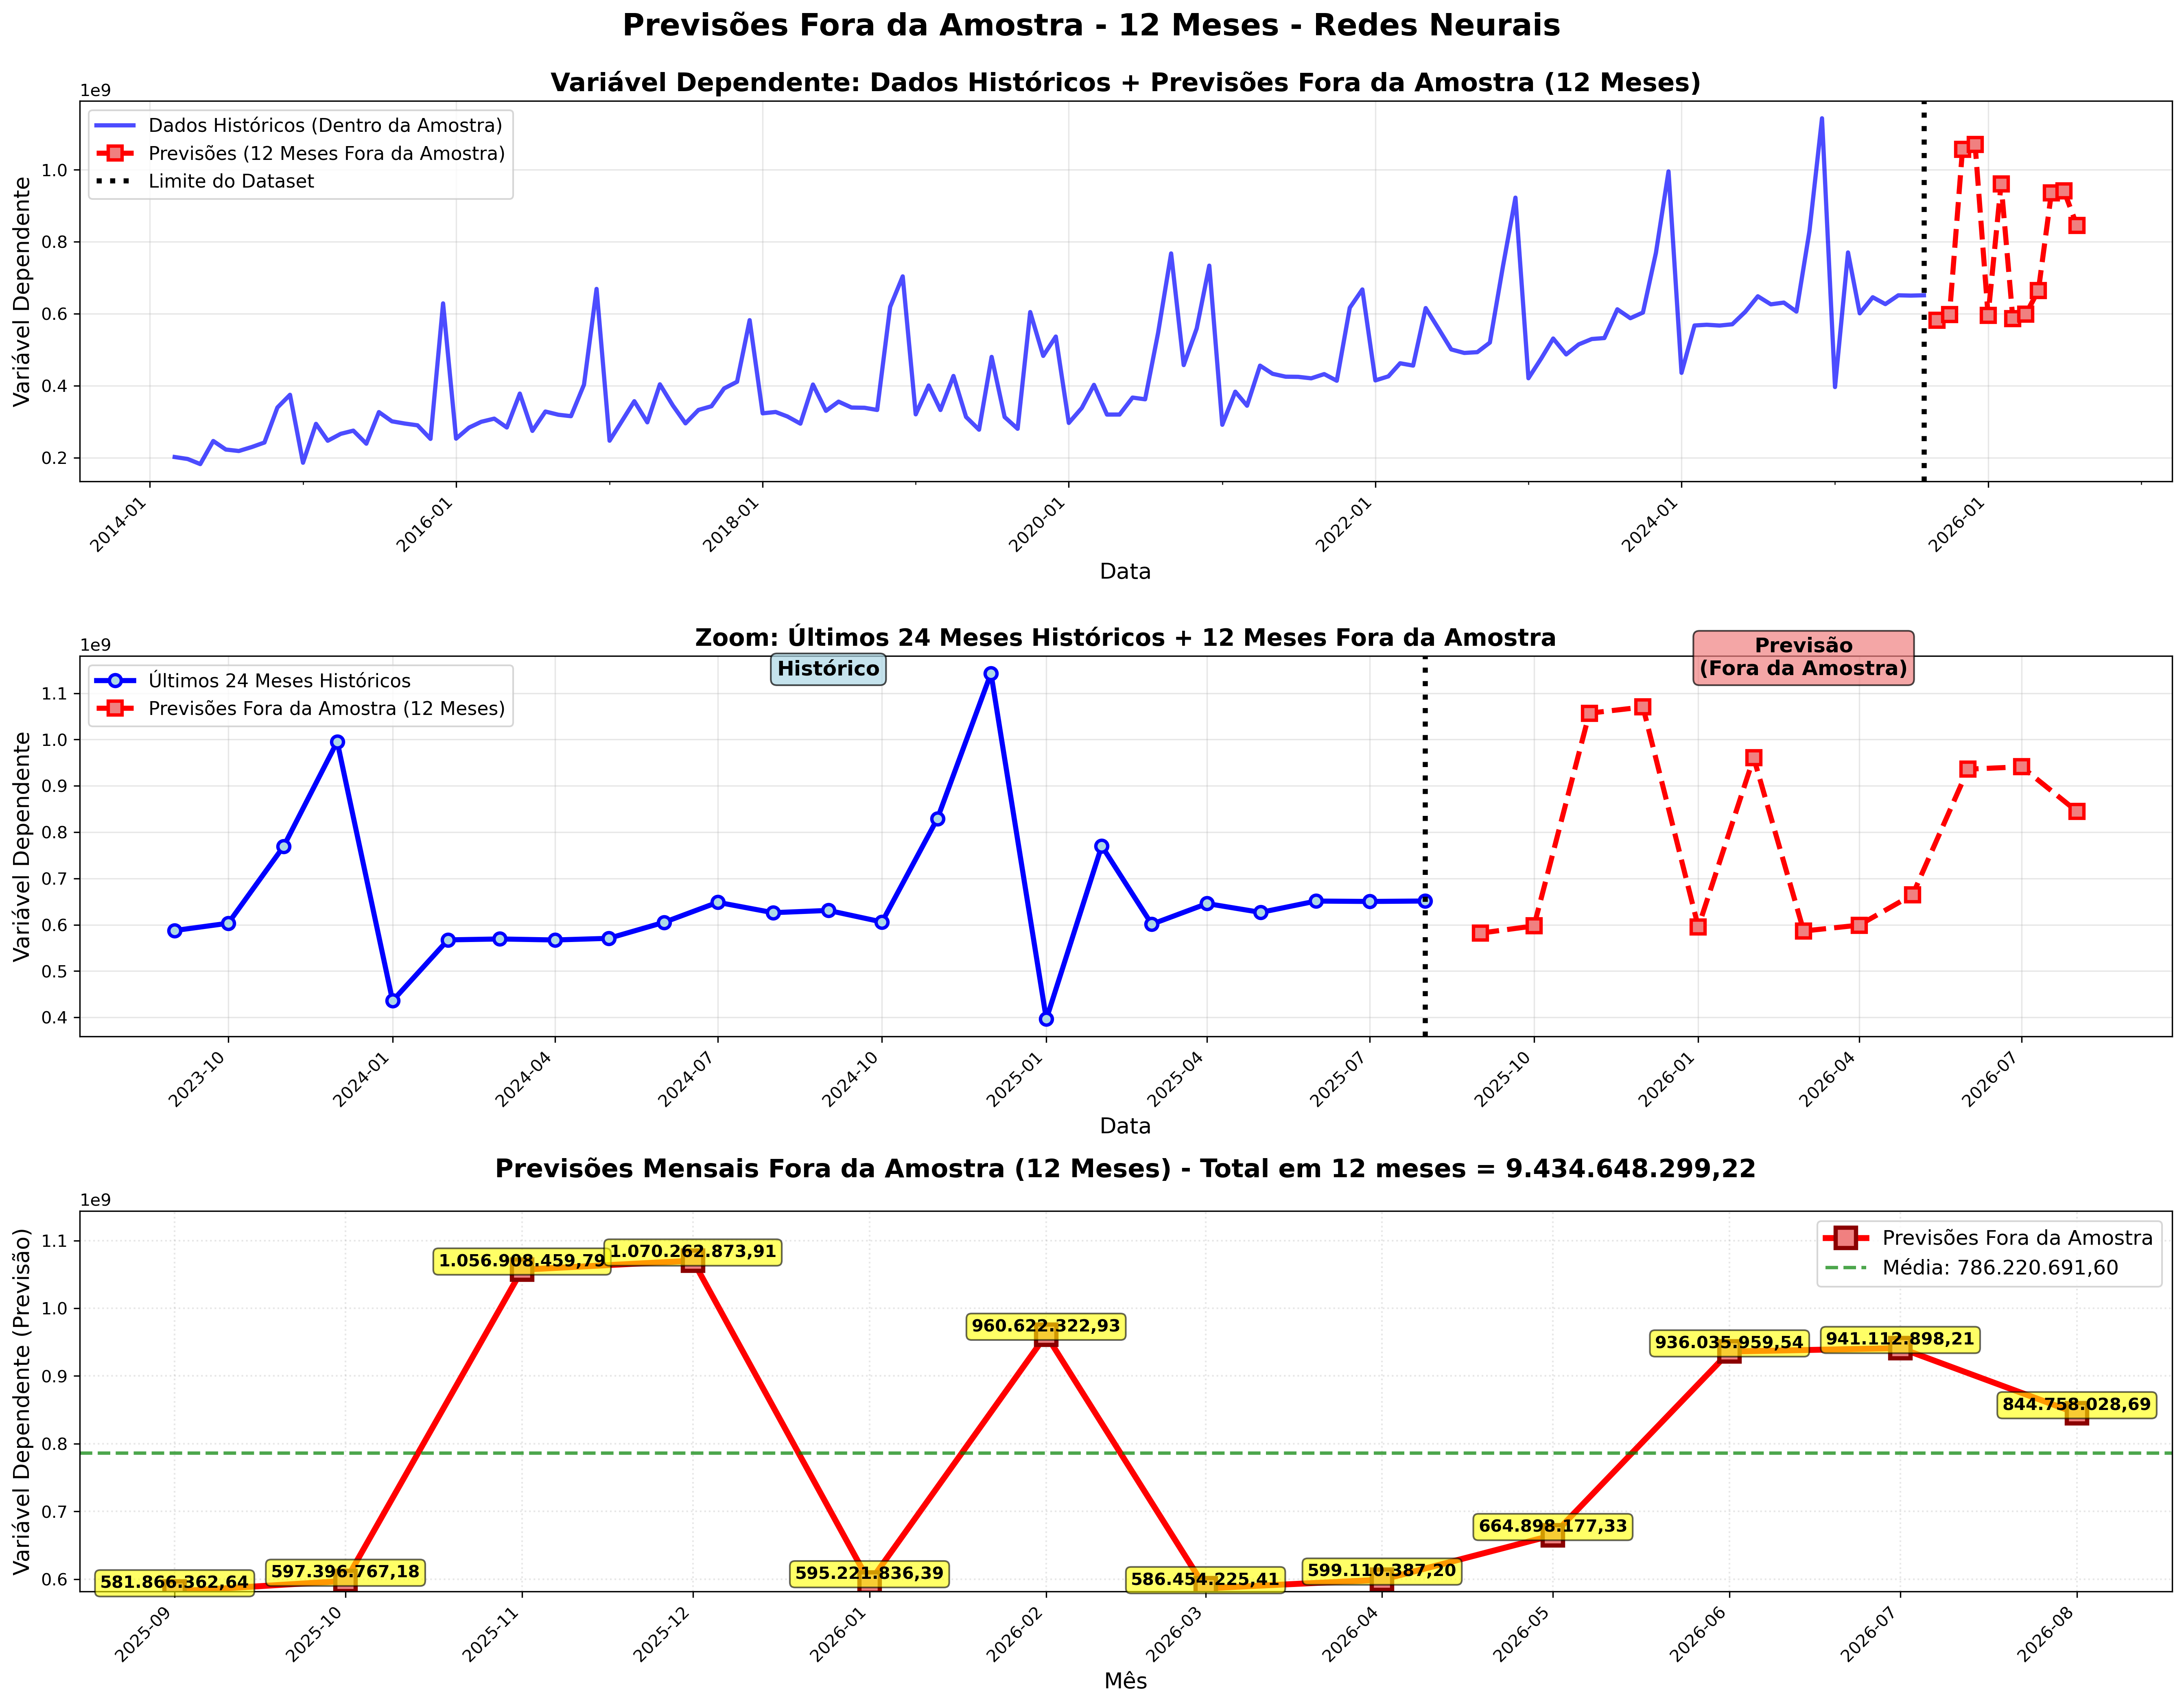 Previsões Fora da Amostra - 12 Meses - Redes Neurais
Variável Dependente: Dados Históricos + Previsões Fora da Amostra (12 Meses)
1e9
Dados Históricos (Dentro da Amostra)
Previsões (12 Meses Fora da Amostra)
Limite do Dataset
Variável Dependente
1.0
0.8
0.6
0.4
0.2
2014-01
2016-01
2018-01
2020-01
2022-01
2024-01
2026-01
Data
Zoom: Últimos 24 Meses Históricos + 12 Meses Fora da Amostra
1e9
Últimos 24 Meses Históricos
Previsões Fora da Amostra (12 Meses)
Histórico
Previsão
(Fora da Amostra)
Variável Dependente
1.1
1.0
0.9
0.8
0.7
0.6
0.5
0.4
2023-10
2024-01
2024-04
2024-07
2024-10
2025-01
2025-04
2025-07
2025-10
2026-01
2026-04
2026-07
Data
Previsões Mensais Fora da Amostra (12 Meses) - Total em 12 meses = 9.434.648.299,22
1e9
Previsões Fora da Amostra
Média: 786.220.691,60
Variável Dependente (Previsão)
1.1
1.0
0.9
0.8
0.7
0.6
581.866.362,64
597.396.767,18
1.056.908.459,79
1.070.262.873,91
595.221.836,39
960.622.322,93
586.454.225,41
599.110.387,20
664.898.177,33
936.035.959,54
941.112.898,21
844.758.028,69
2025-09
2025-10
2025-11
2025-12
2026-01
2026-02
2026-03
2026-04
2026-05
2026-06
2026-07
2026-08
Mês